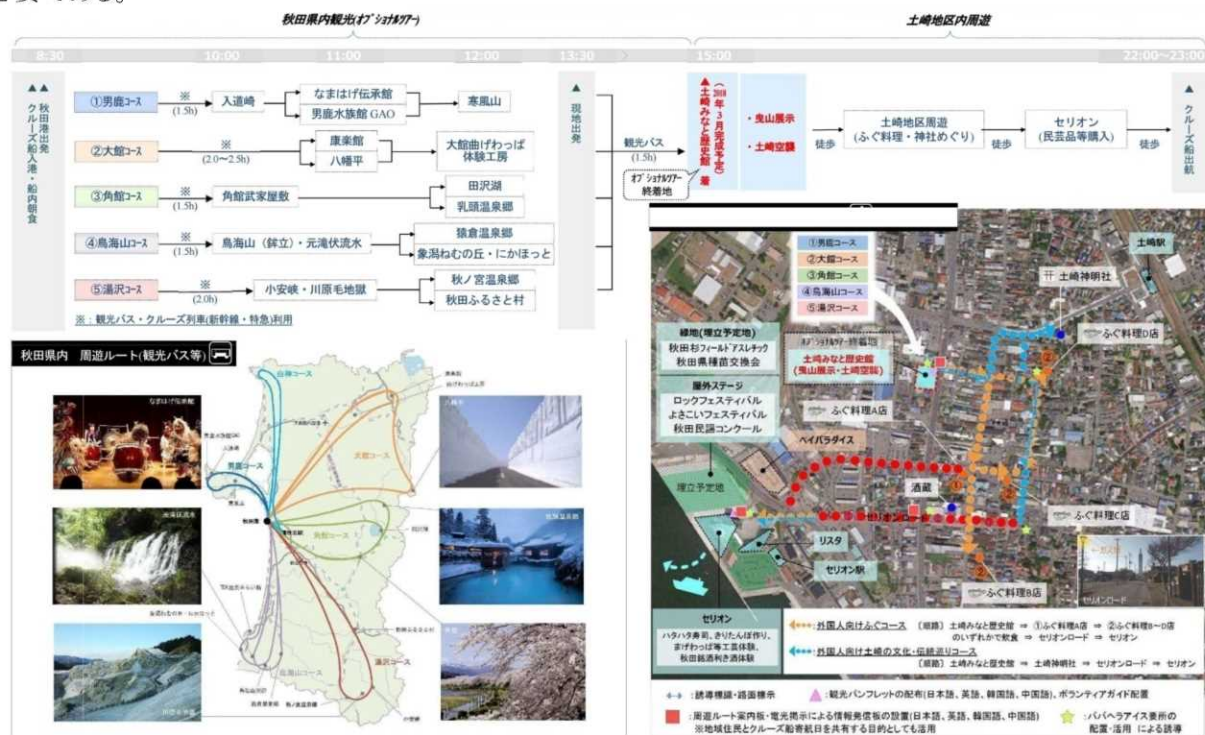 秋田県内観光(ｵﾌﾟｼｮﾅﾙﾂｱｰ)
土崎地区内周遊
8:30
10:00
11:00
12:00
13:30
15:00
22:00～23:00
▲秋田港出発
▲クルーズ船入港・船内朝食
①男鹿コース
※
(1.5h)
入道崎
なまはげ伝承館
男鹿水族館 GAO
寒風山
②大館コース
※
(2.0～2.5h)
康楽館
八幡平
大館曲げわっぱ
体験工房
③角館コース
※
(1.5h)
角館武家屋敷
田沢湖
乳頭温泉郷
④鳥海山コース
※
(1.5h)
鳥海山（鉾立）・元滝伏流水
猿倉温泉郷
象潟ねむの丘・にかほっと
⑤湯沢コース
※
(2.0h)
小安峡・川原毛地獄
秋ノ宮温泉郷
秋田ふるさと村
※：観光バス・クルーズ列車(新幹線・特急)利用
▲現地出発
観光バス
(1.5h)
▲土崎みなと歴史館 着
(2018年3月完成予定)
・曳山展示
・土崎空襲
ｵﾌﾟｼｮﾅﾙﾂｱｰ
終着地
徒歩
土崎地区周遊
(ふぐ料理・神社めぐり)
徒歩
セリオン
(民芸品等購入)
徒歩
▲クルーズ船出航
秋田県内 周遊ルート(観光バス等)
なまはげ伝承館
白神コース
男鹿水族館GAO
男鹿コース
大館コース
角館コース
鳥海山コース
湯沢コース
①男鹿コース
②大館コース
③角館コース
④鳥海山コース
⑤湯沢コース
土崎駅
土崎神明社
ふぐ料理D店
緑地(埋立予定地)
秋田杉フィールドアスレチック
秋田県種苗交換会
屋外ステージ
ロックフェスティバル
よさこいフェスティバル
秋田民謡コンクール
ｵﾌﾟｼｮﾅﾙﾂｱｰ終着地
土崎みなと歴史館
(曳山展示・土崎空襲)
ふぐ料理A店
ベイパラダイス
埋立予定地
酒蔵
①
②
②
②
ふぐ料理C店
セリオンロード
リスタ
セリオン駅
ふぐ料理B店
セリオンロード
セリオン
ハタハタ寿司、きりたんぽ作り、
まげわっぱ等工芸体験、
秋田銘酒利き酒体験
：外国人向けふぐコース 〔順路〕 土崎みなと歴史館 ⇒ ①ふぐ料理A店 ⇒ ②ふぐ料理B～D店
のいずれかで飲食 ⇒ セリオンロード ⇒ セリオン
：外国人向け土崎の文化・伝統巡りコース
〔順路〕 土崎みなと歴史館 ⇒ 土崎神明社 ⇒ セリオンロード ⇒ セリオン
：誘導標識・路面標示
：観光パンフレットの配布(日本語、英語、韓国語、中国語)、ボランティアガイド配置
：周遊ルート案内板・電光掲示による情報発信板の設置(日本語、英語、韓国語、中国語)
※地域住民とクルーズ船寄航日を共有する目的としても活用
：ババヘラアイス要所の
配置・活用 による誘導